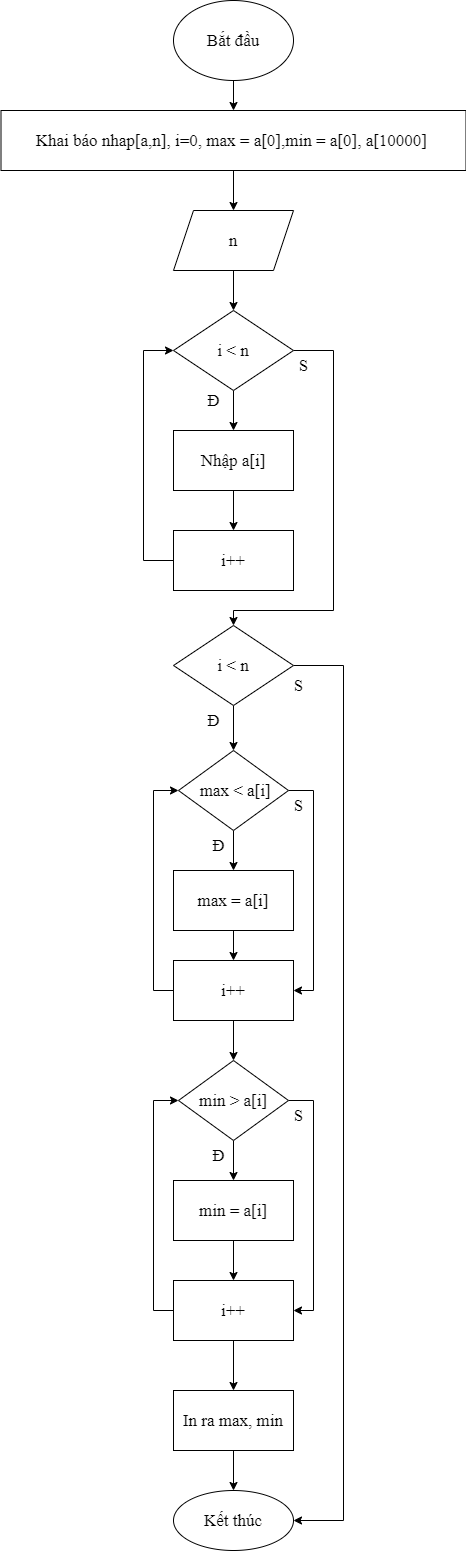 Bắt đầu
Khai báo nhap[a,n], i=0, max = a[0],min = a[0], a[10000]
n
i < n
S
Đ
Nhập a[i]
i++
i < n
S
Đ
max < a[i]
S
Đ
max = a[i]
i++
min > a[i]
S
Đ
min = a[i]
i++
In ra max, min
Kết thúc